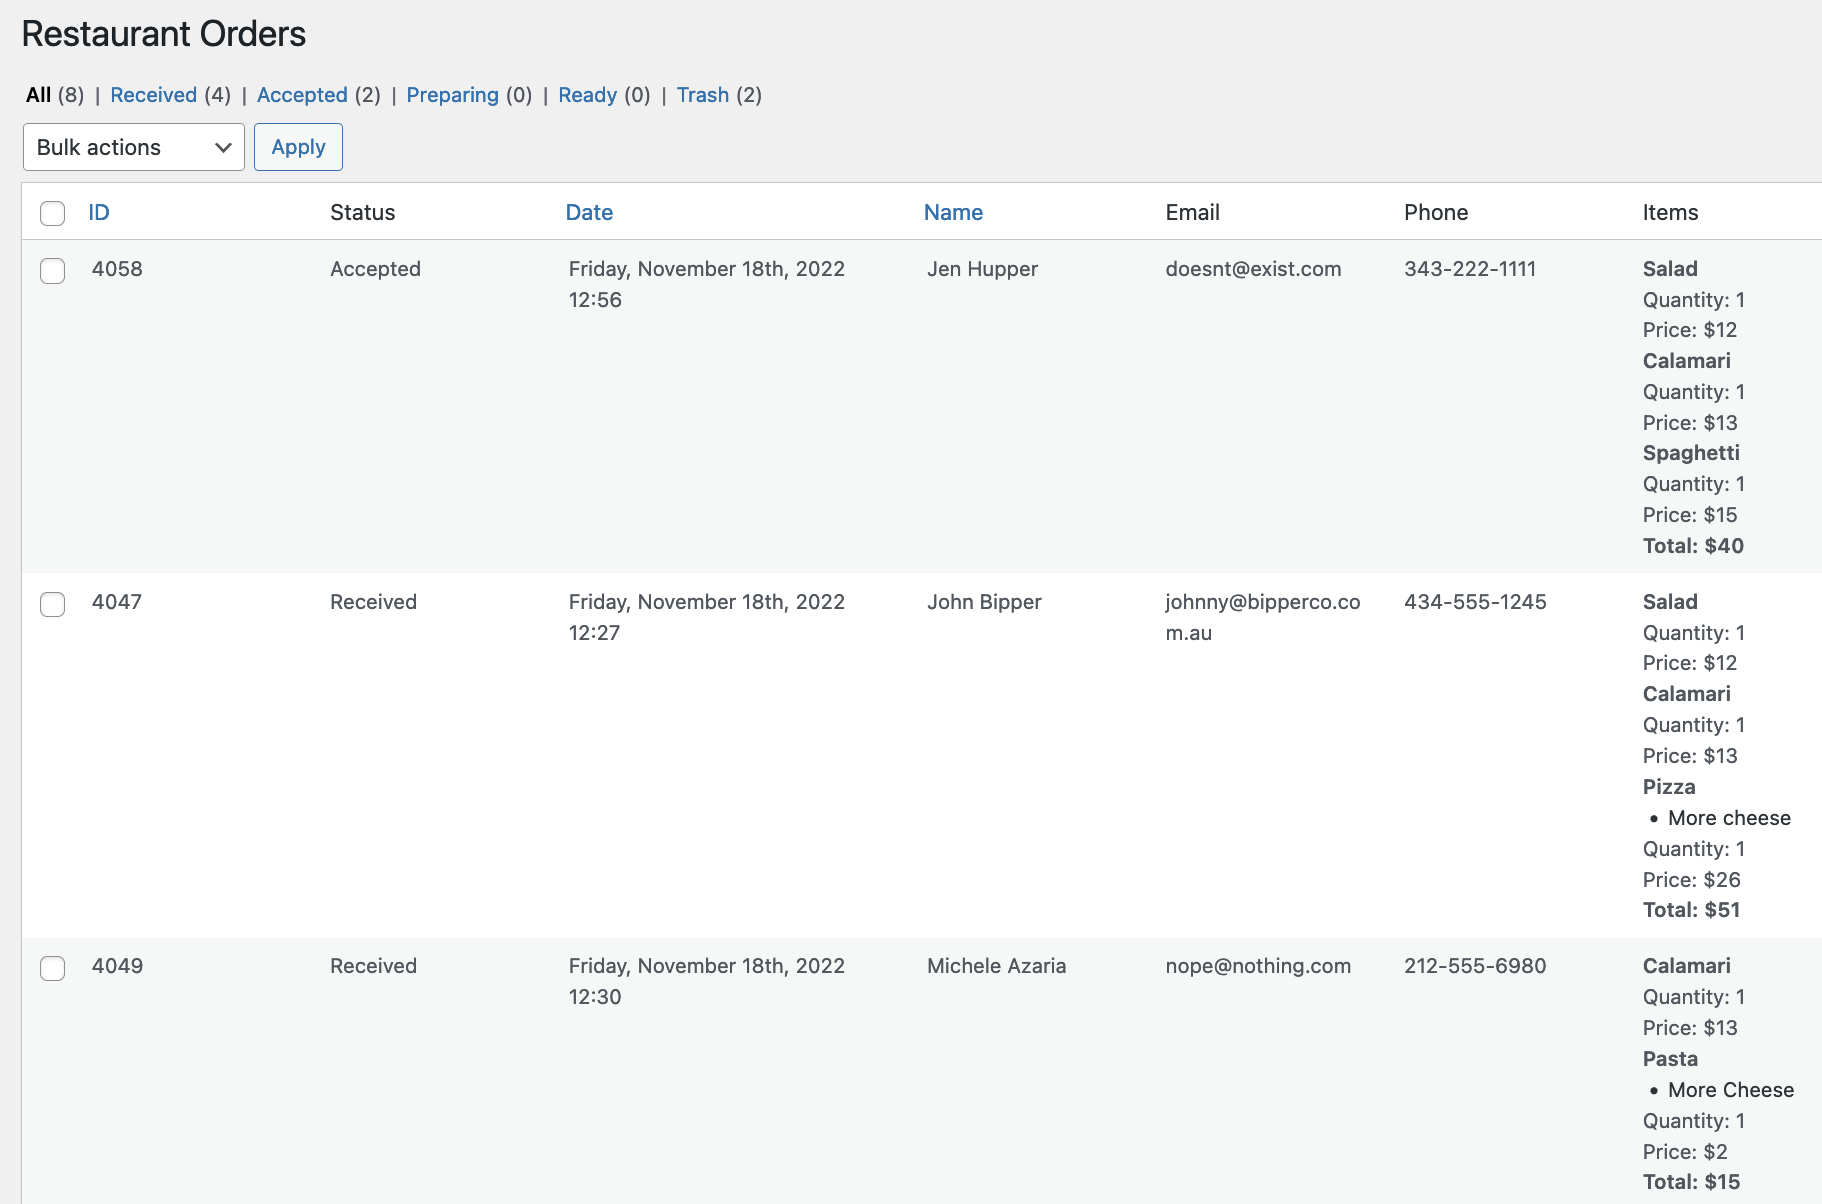 Restaurant Orders
All (8) | Received (4) | Accepted (2) | Preparing (0) | Ready (0) | Trash (2)
Bulk actions Apply
ID Status Date Name Email Phone Items
4058 Accepted Friday, November 18th, 2022 Jen Hupper doesnt@exist.com 343-222-1111 Salad
12:56 Quantity: 1
Price: $12
Calamari
Quantity: 1
Price: $13
Spaghetti
Quantity: 1
Price: $15
Total: $40
4047 Received Friday, November 18th, 2022 John Bipper johnny@bipperco.co 434-555-1245 Salad
12:27 m.au Quantity: 1
Price: $12
Calamari
Quantity: 1
Price: $13
Pizza
• More cheese
Quantity: 1
Price: $26
Total: $51
4049 Received Friday, November 18th, 2022 Michele Azaria nope@nothing.com 212-555-6980 Calamari
12:30 Quantity: 1
Price: $13
Pasta
• More Cheese
Quantity: 1
Price: $2
Total: $15